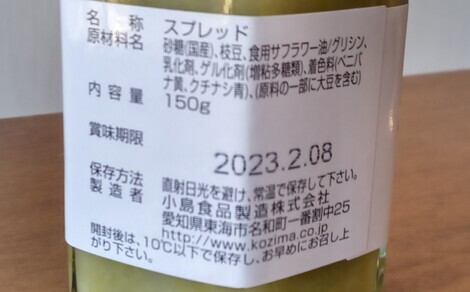 名称 スプレッド
原材料名 砂糖(国産)、枝豆、食用サフラワー油/グリシン、
乳化剤、ゲル化剤(増粘多糖類)、着色料(ベニバ
ナ黄、クチナシ青)、(原料の一部に大豆を含む)
内容量 150g
賞味期限
2023.2.08
保存方法 直射日光を避け、常温で保存して下さい。
製造者 小島食品製造株式会社
愛知県東海市名和町一番割中25
http://www.kozima.co.jp
開封後は、10℃以下で保存し、お早めにお召し上
がり下さい。